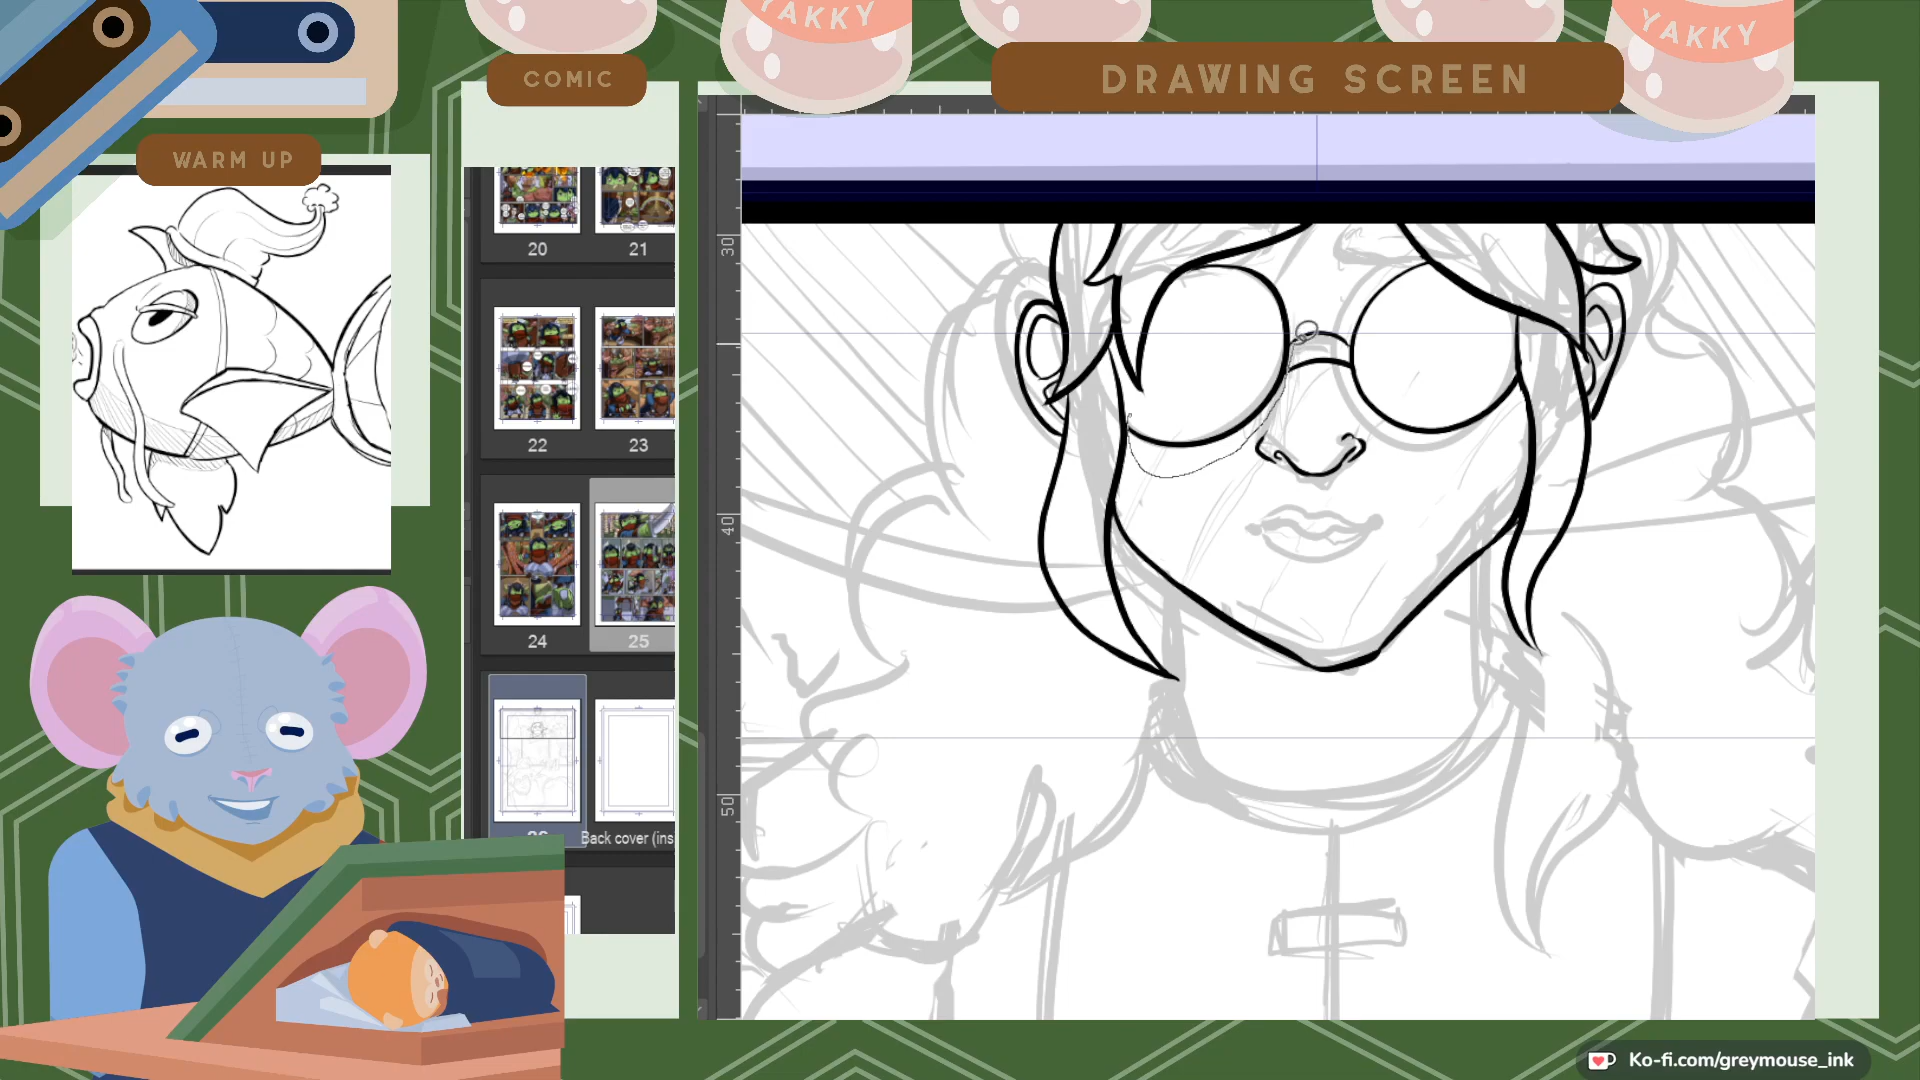 YAKKY
YAKKY
COMIC
DRAWING SCREEN
WARM UP
20
21
22
23
24
25
Back cover (ins
30
40
50
Ko-fi.com/greymouse_ink